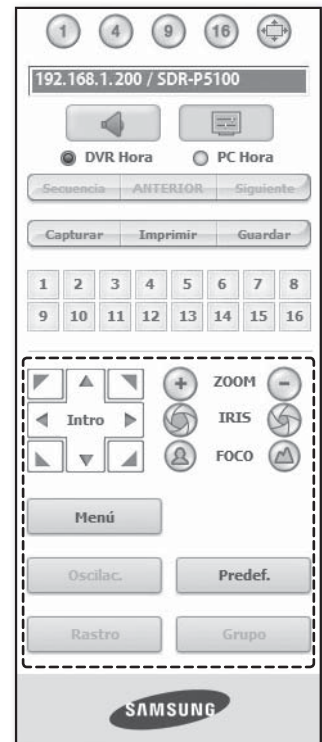 1 4 9 16
192.168.1.200 / SDR-P5100
DVR Hora PC Hora
Secuencia ANTERIOR Siguiente
Capturar Imprimir Guardar
1 2 3 4 5 6 7 8
9 10 11 12 13 14 15 16
ZOOM
Intro IRIS
FOCO
Menú
Oscilac. Predef.
Rastro Grupo
SAMSUNG